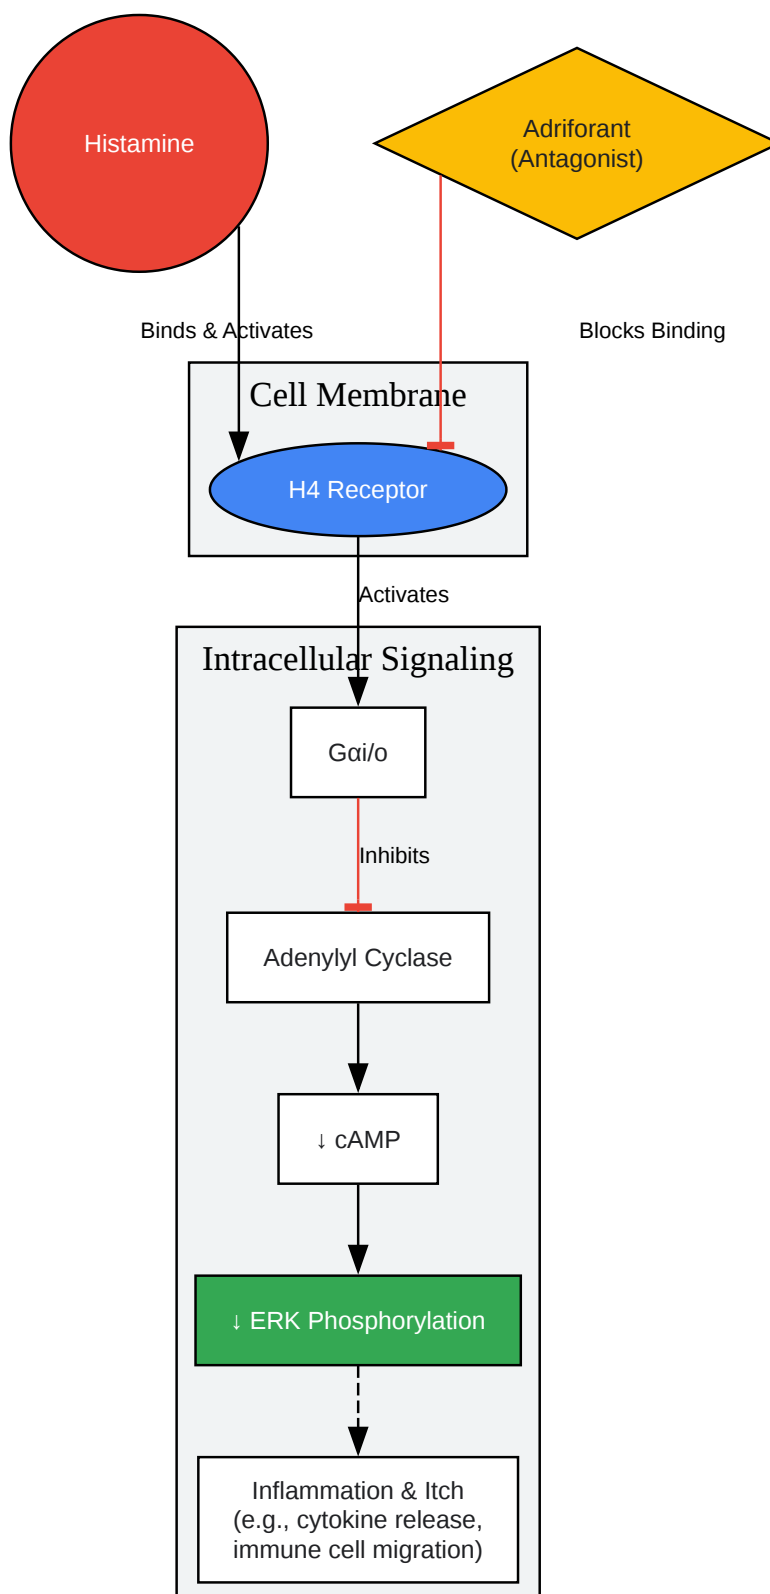 Histamine
Adriforant
(Antagonist)
Binds & Activates
Blocks Binding
Cell Membrane
H4 Receptor
Activates
Intracellular Signaling
Gαi/o
Inhibits
Adenylyl Cyclase
↓ cAMP
↓ ERK Phosphorylation
Inflammation & Itch
(e.g., cytokine release,
immune cell migration)